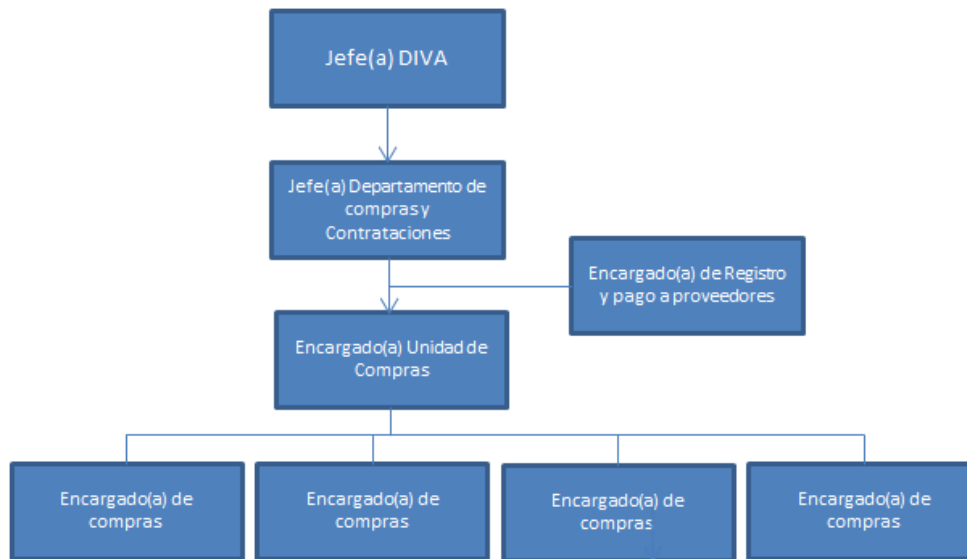 Jefe(a) DIVA
Jefe(a) Departamento de
compras y
Contrataciones
Encargado(a) de Registro
y pago a proveedores
Encargado(a) Unidad de
Compras
Encargado(a) de
compras
Encargado(a) de
compras
Encargado(a) de
compras
Encargado(a) de
compras